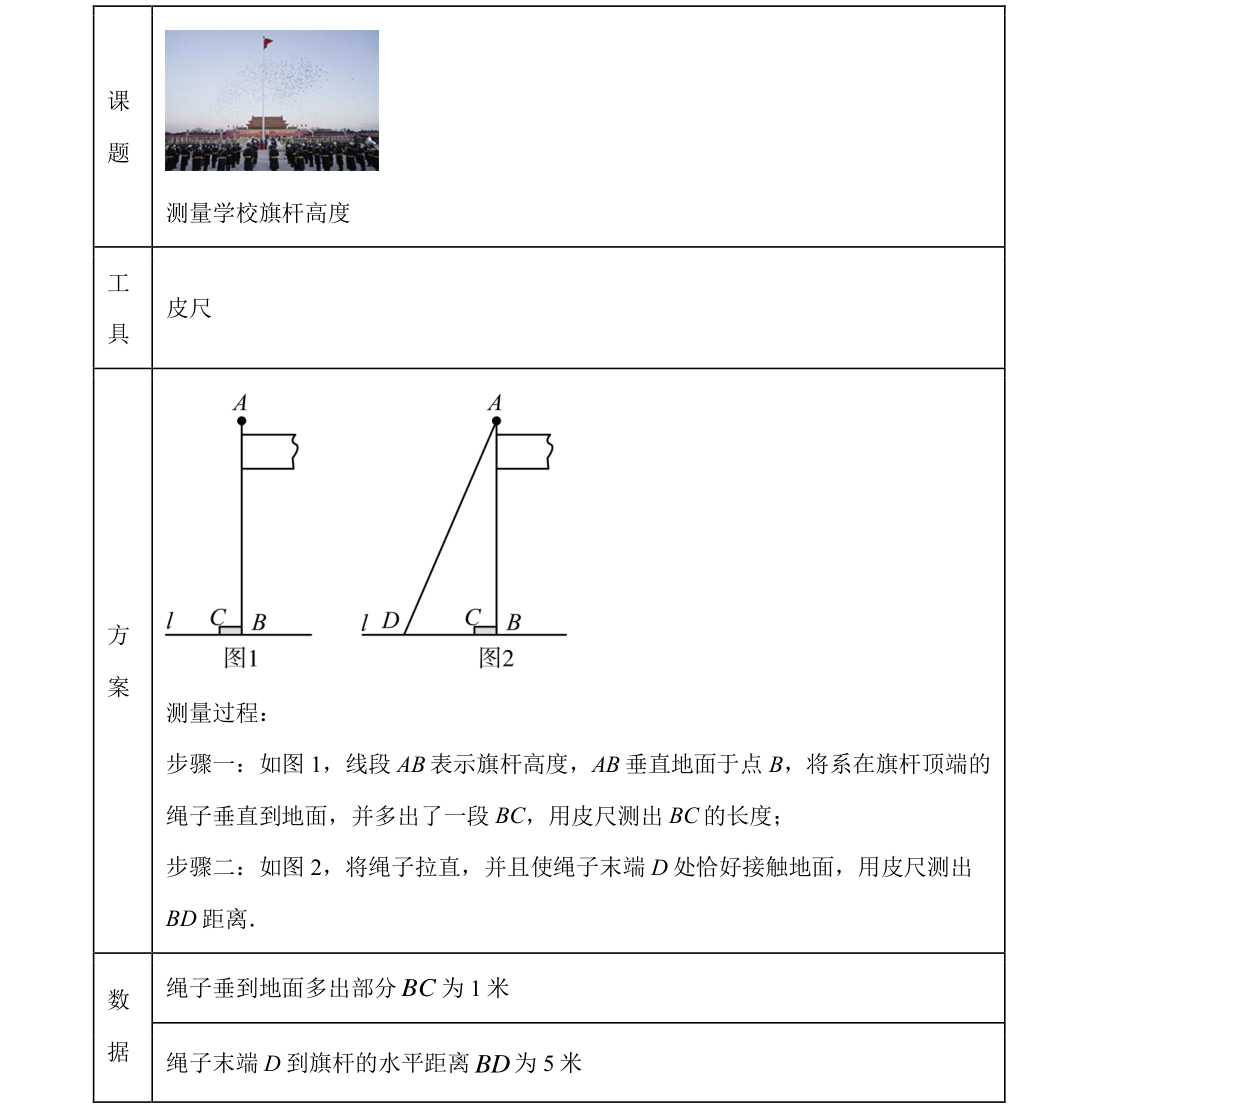 课
题
测量学校旗杆高度
工
具
皮尺
方
案
A
A
l
C
B
l
D
C
B
图1
图2
测量过程：
步骤一：如图 1，线段 AB 表示旗杆高度，AB 垂直地面于点 B，将系在旗杆顶端的
绳子垂直到地面，并多出了一段 BC，用皮尺测出 BC 的长度；
步骤二：如图 2，将绳子拉直，并且使绳子末端 D 处恰好接触地面，用皮尺测出
BD 距离．
数
据
绳子垂到地面多出部分 BC 为 1 米
绳子末端 D 到旗杆的水平距离 BD 为 5 米